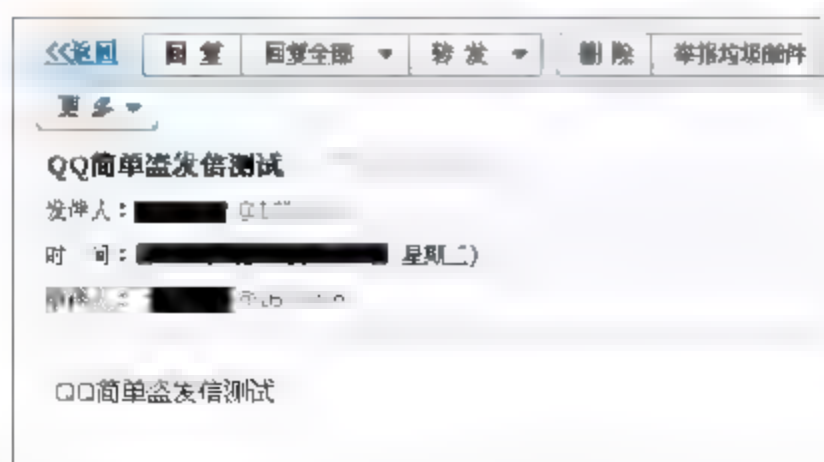 <<返回 回复 回复全部 转发 删除 举报垃圾邮件
更多
QQ简单盗发信测试
发件人：
时 间： 星期二)
QQ简单盗发信测试